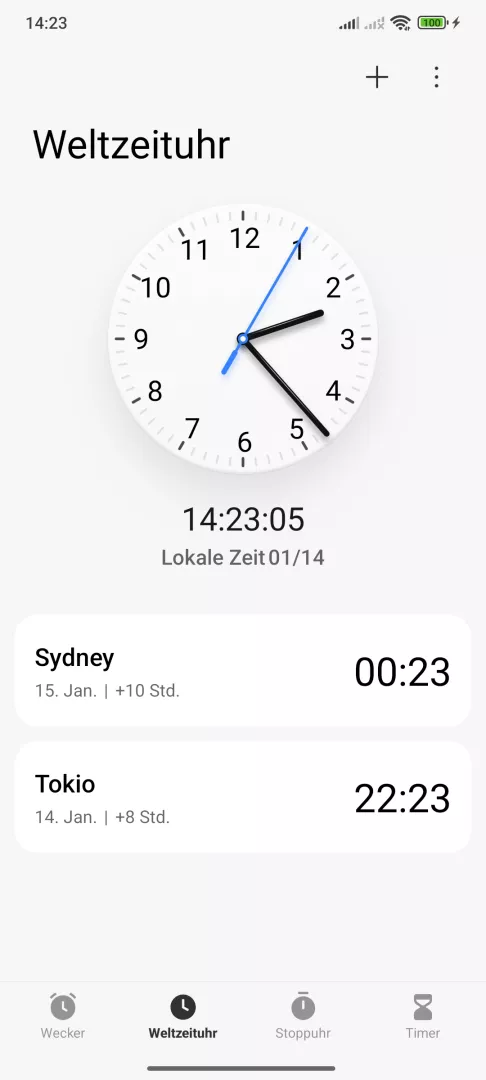 14:23
100
Weltzeituhr
12
11
1
10
2
9
3
8
4
7
5
6
14:23:05
Lokale Zeit 01/14
Sydney
00:23
15. Jan. | +10 Std.
Tokio
22:23
14. Jan. | +8 Std.
Wecker
Weltzeituhr
Stoppuhr
Timer